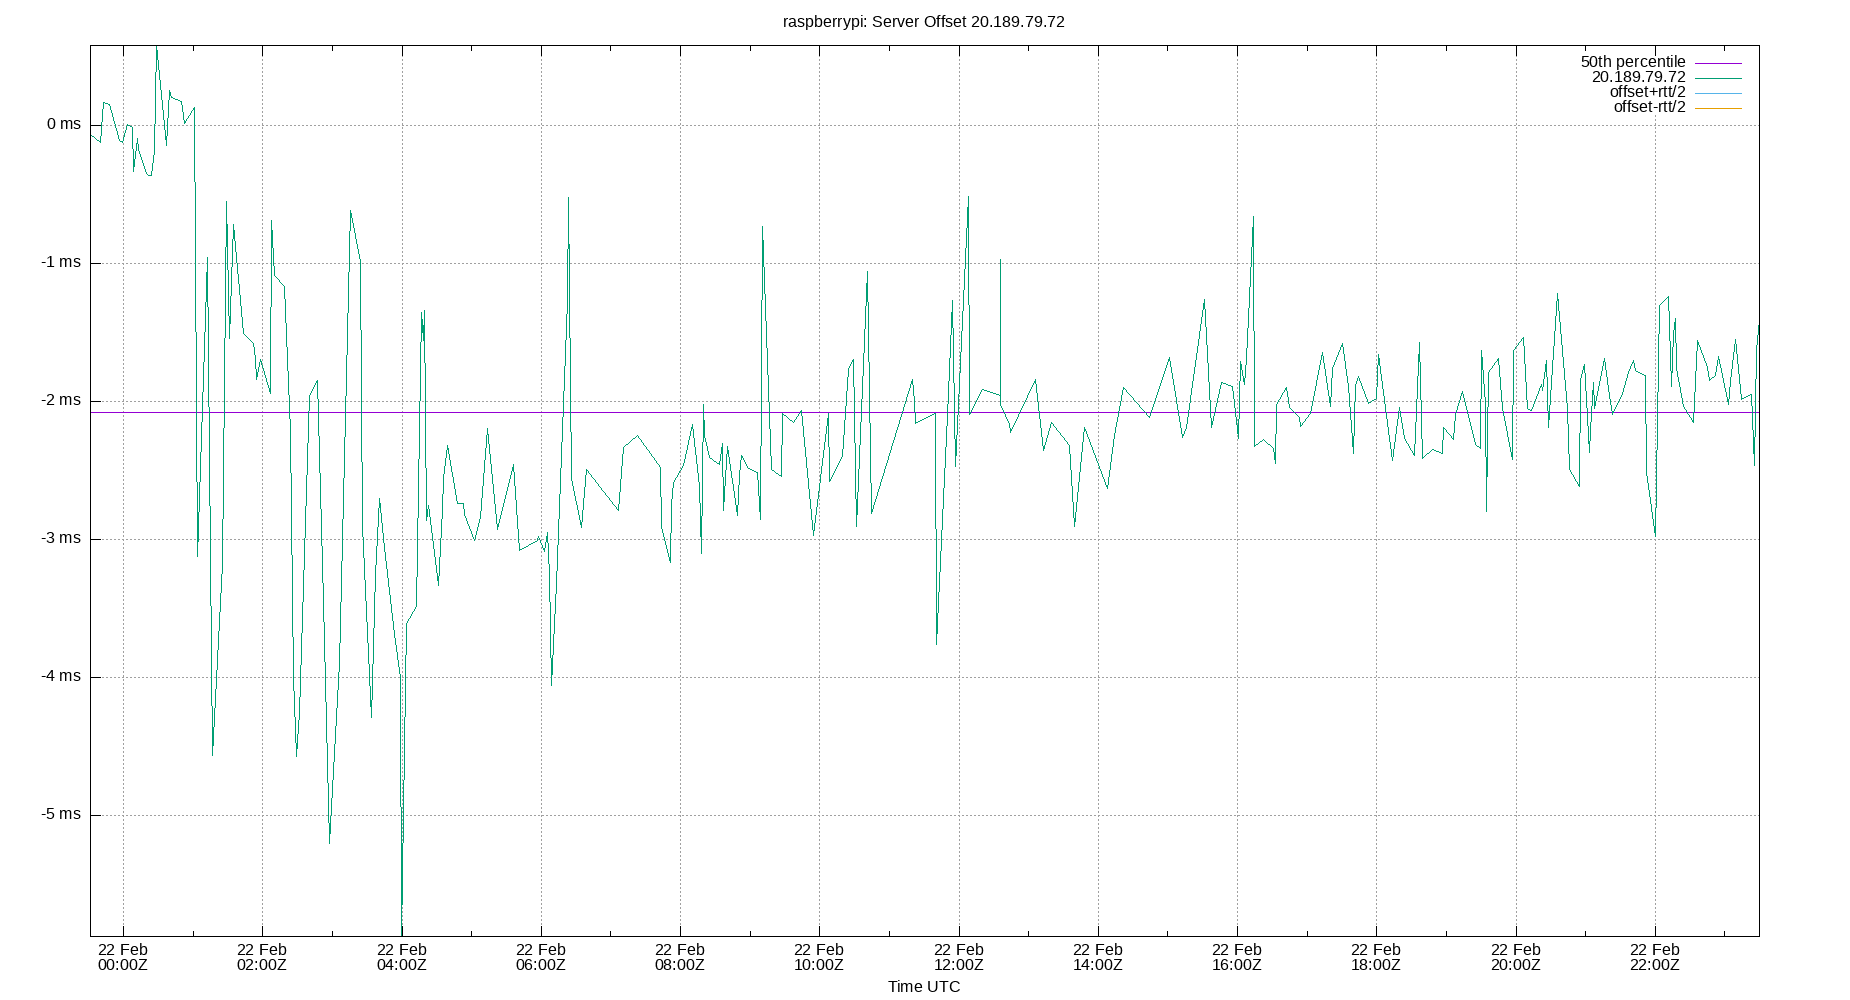 raspberrypi: Server Offset 20.189.79.72
50th percentile
20.189.79.72
offset+rtt/2
offset-rtt/2
0 ms
-1 ms
-2 ms
-3 ms
-4 ms
-5 ms
22 Feb 22 Feb 22 Feb 22 Feb 22 Feb 22 Feb 22 Feb 22 Feb 22 Feb 22 Feb 22 Feb 22 Feb
00:00Z 02:00Z 04:00Z 06:00Z 08:00Z 10:00Z 12:00Z 14:00Z 16:00Z 18:00Z 20:00Z 22:00Z
Time UTC